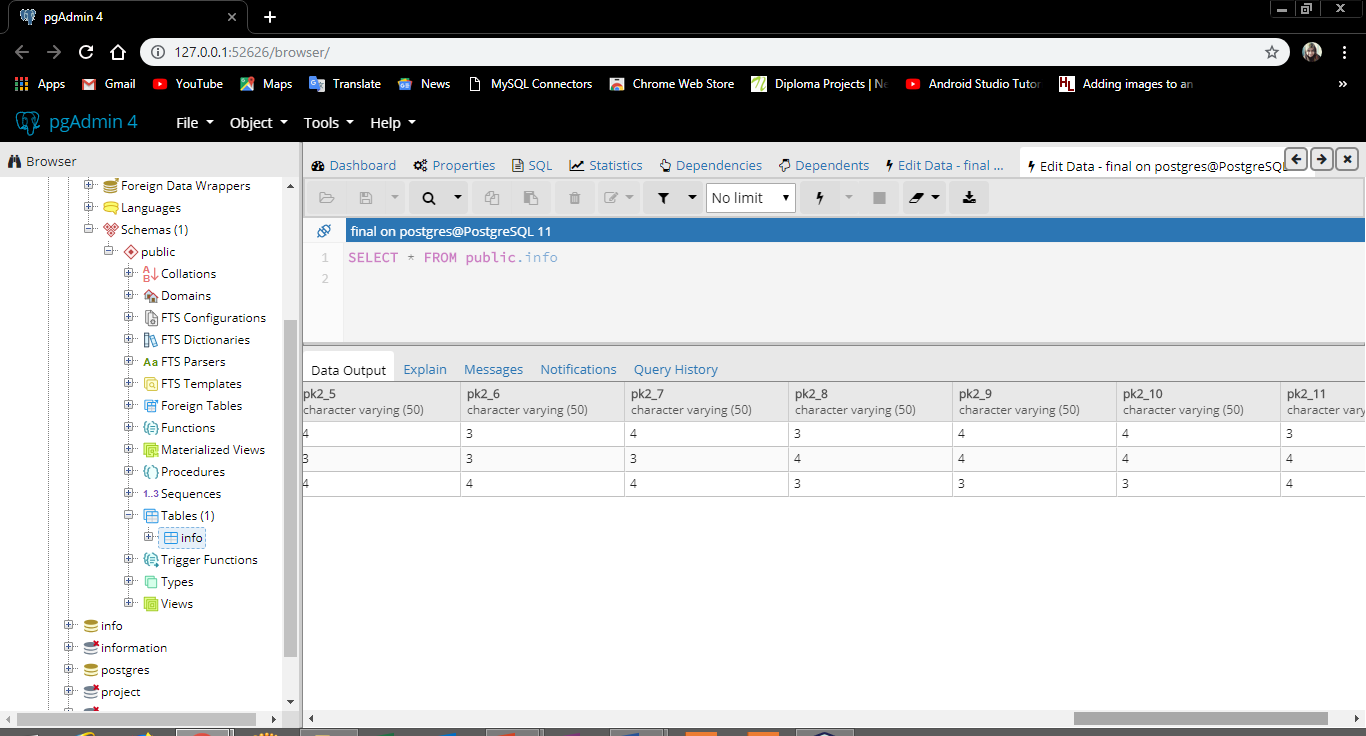 pgAdmin 4
127.0.0.1:52626/browser/
Apps Gmail YouTube Maps Translate News MySQL Connectors Chrome Web Store Diploma Projects | Ne Android Studio Tutor Adding images to an »
pgAdmin 4 File Object Tools Help
Browser
Dashboard Properties SQL Statistics Dependencies Dependents Edit Data - final ... Edit Data - final on postgres@PostgreSQL
No limit
final on postgres@PostgreSQL 11
1 SELECT * FROM public.info
2
Foreign Data Wrappers
Languages
Schemas (1)
public
Collations
Domains
FTS Configurations
FTS Dictionaries
Aa FTS Parsers
FTS Templates
Foreign Tables
Functions
Materialized Views
Procedures
1..3 Sequences
Tables (1)
info
Trigger Functions
Types
Views
info
information
postgres
project
Data Output Explain Messages Notifications Query History
pk2_5 pk2_6 pk2_7 pk2_8 pk2_9 pk2_10 pk2_11
character varying (50) character varying (50) character varying (50) character varying (50) character varying (50) character varying (50) character vary
4 3 4 3 4 4 3
3 3 3 4 4 4 4
4 4 4 3 3 3 4